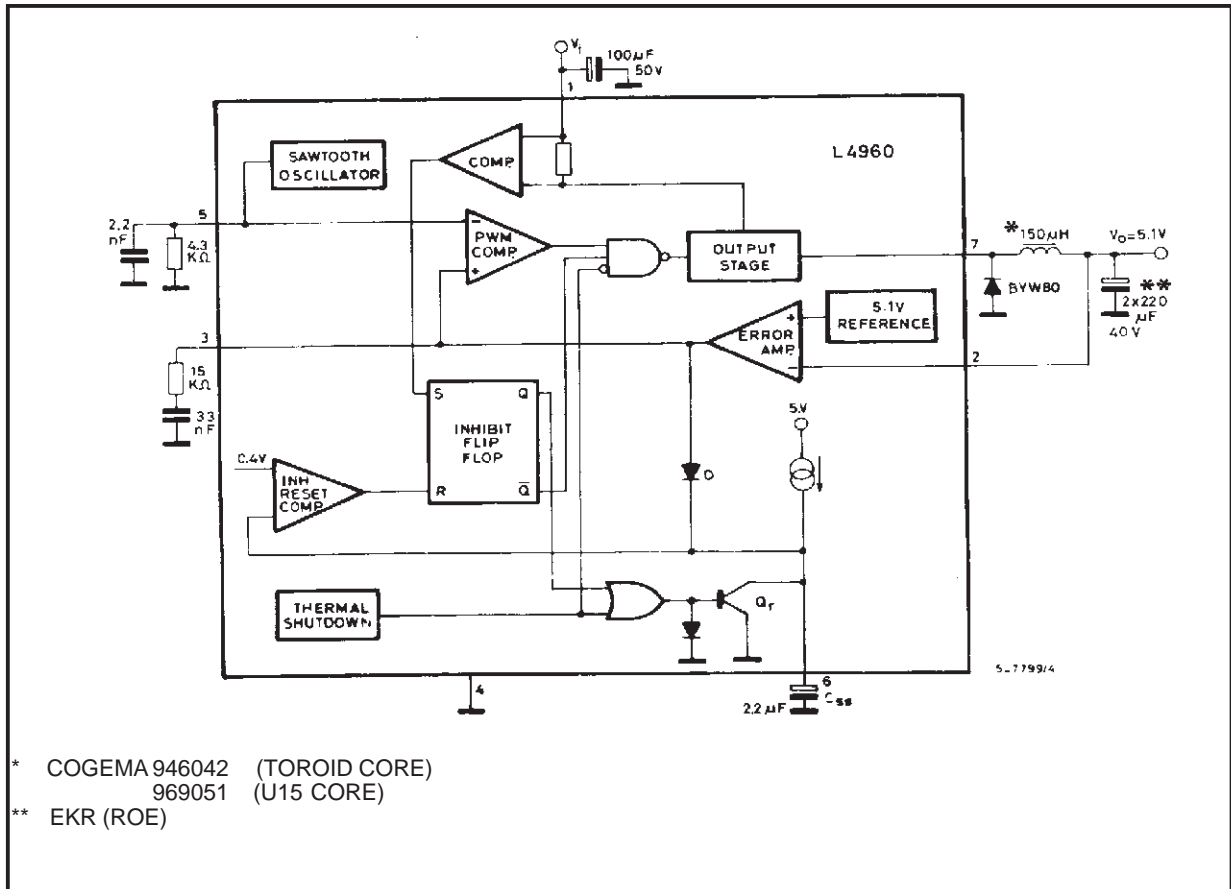 Vi
100µF
50V
1
L4960
SAWTOOTH
OSCILLATOR
COMP.
5
2.2
nF
4.3
KΩ
-
PWM
COMP.
+
OUTPUT
STAGE
7
*
150µH
Vo=5.1V
BYW80
**
2x220
µF
40V
3
+
ERROR
AMP.
-
5.1V
REFERENCE
2
15
KΩ
33
nF
S
Q
INHIBIT
FLIP
FLOP
R
Q̅
5V
0.4V
INH
RESET
COMP.
D
THERMAL
SHUTDOWN
Qr
4
6
Css
2.2µF
S-7799/4
* COGEMA 946042 (TOROID CORE)
969051 (U15 CORE)
** EKR (ROE)